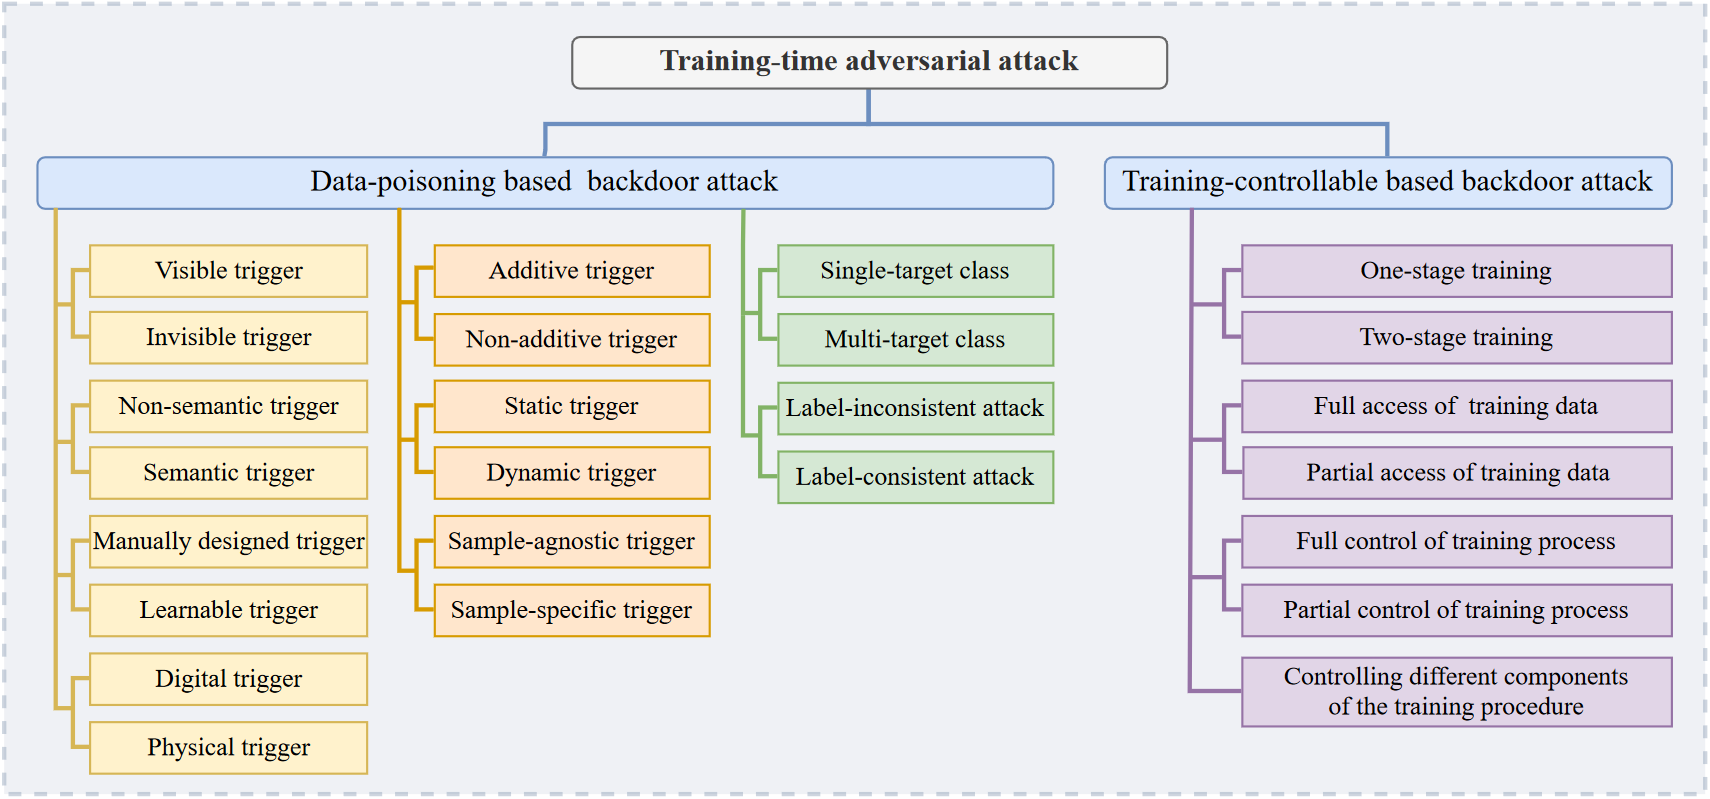 Training-time adversarial attack
Data-poisoning based backdoor attack
Visible trigger
Invisible trigger
Non-semantic trigger
Semantic trigger
Manually designed trigger
Learnable trigger
Digital trigger
Physical trigger
Additive trigger
Non-additive trigger
Static trigger
Dynamic trigger
Sample-agnostic trigger
Sample-specific trigger
Single-target class
Multi-target class
Label-inconsistent attack
Label-consistent attack
Training-controllable based backdoor attack
One-stage training
Two-stage training
Full access of training data
Partial access of training data
Full control of training process
Partial control of training process
Controlling different components
of the training procedure